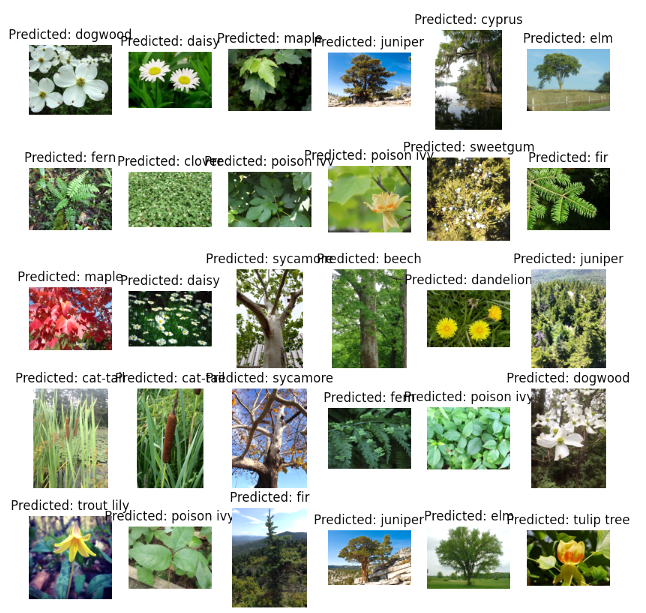 Predicted: dogwood
Predicted: daisy
Predicted: maple
Predicted: juniper
Predicted: cyprus
Predicted: elm
Predicted: fern
Predicted: clover
Predicted: poison ivy
Predicted: poison ivy
Predicted: sweetgum
Predicted: fir
Predicted: maple
Predicted: daisy
Predicted: sycamore
Predicted: beech
Predicted: dandelion
Predicted: juniper
Predicted: cat-tail
Predicted: cat-tail
Predicted: sycamore
Predicted: fern
Predicted: poison ivy
Predicted: dogwood
Predicted: trout lily
Predicted: poison ivy
Predicted: fir
Predicted: juniper
Predicted: elm
Predicted: tulip tree